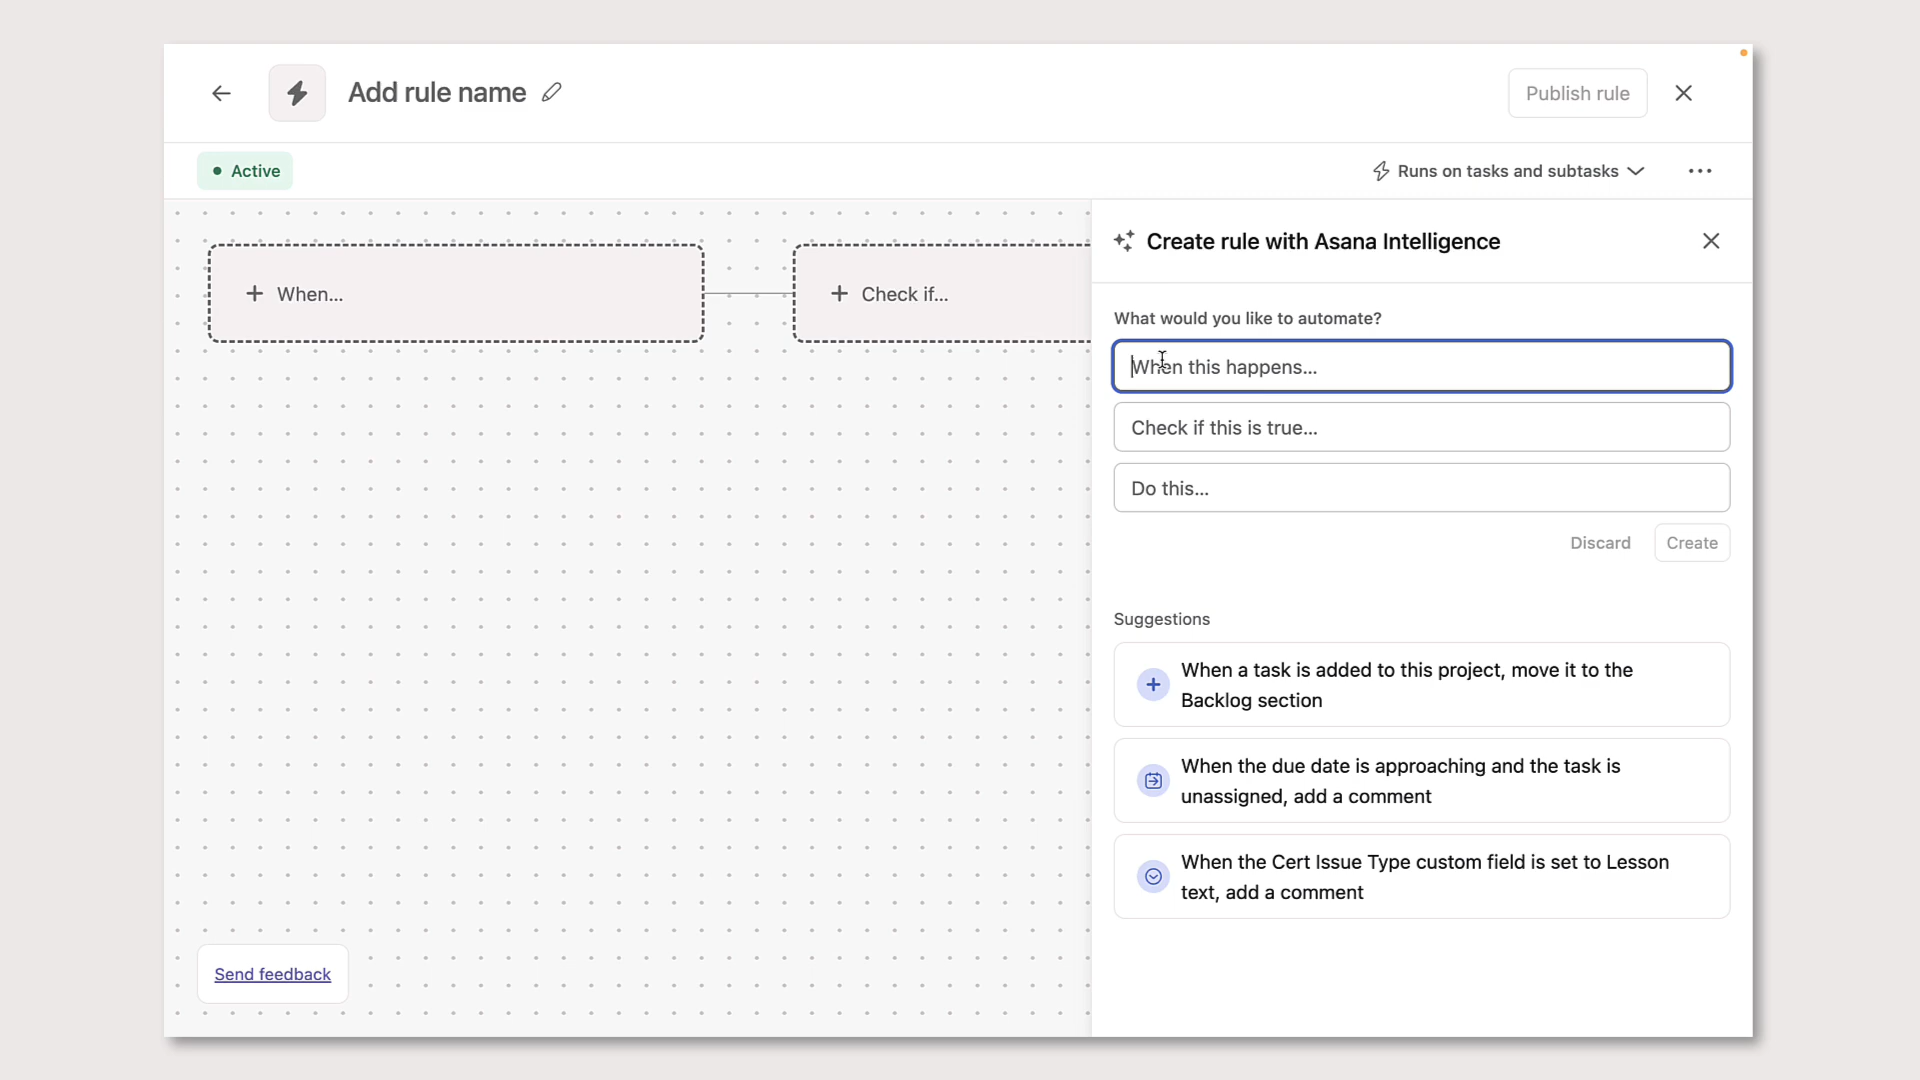 Add rule name
Publish rule
Active
Runs on tasks and subtasks
When...
Check if...
Create rule with Asana Intelligence
What would you like to automate?
When this happens...
Check if this is true...
Do this...
Discard
Create
Suggestions
When a task is added to this project, move it to the
Backlog section
When the due date is approaching and the task is
unassigned, add a comment
When the Cert Issue Type custom field is set to Lesson
text, add a comment
Send feedback